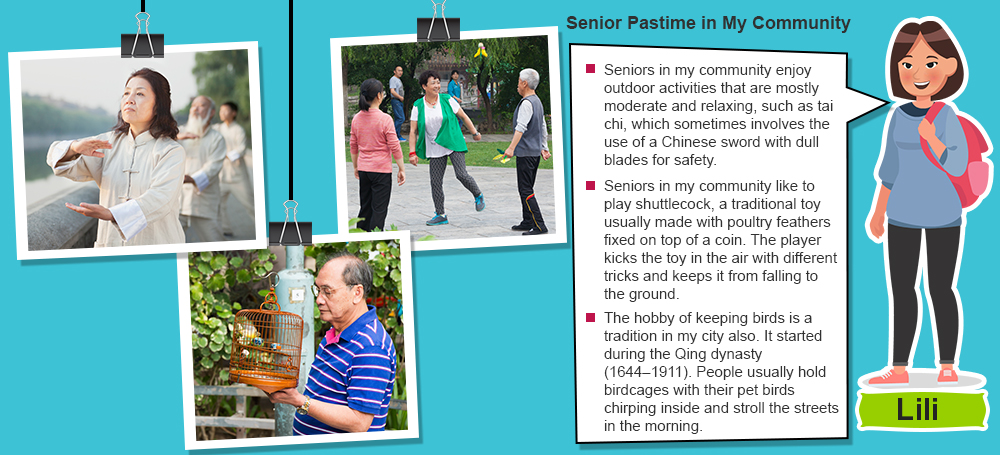 Senior Pastime in My Community
Seniors in my community enjoy
outdoor activities that are mostly
moderate and relaxing, such as tai
chi, which sometimes involves the
use of a Chinese sword with dull
blades for safety.
Seniors in my community like to
play shuttlecock, a traditional toy
usually made with poultry feathers
fixed on top of a coin. The player
kicks the toy in the air with different
tricks and keeps it from falling to
the ground.
The hobby of keeping birds is a
tradition in my city also. It started
during the Qing dynasty
(1644–1911). People usually hold
birdcages with their pet birds
chirping inside and stroll the streets
in the morning.
Lili